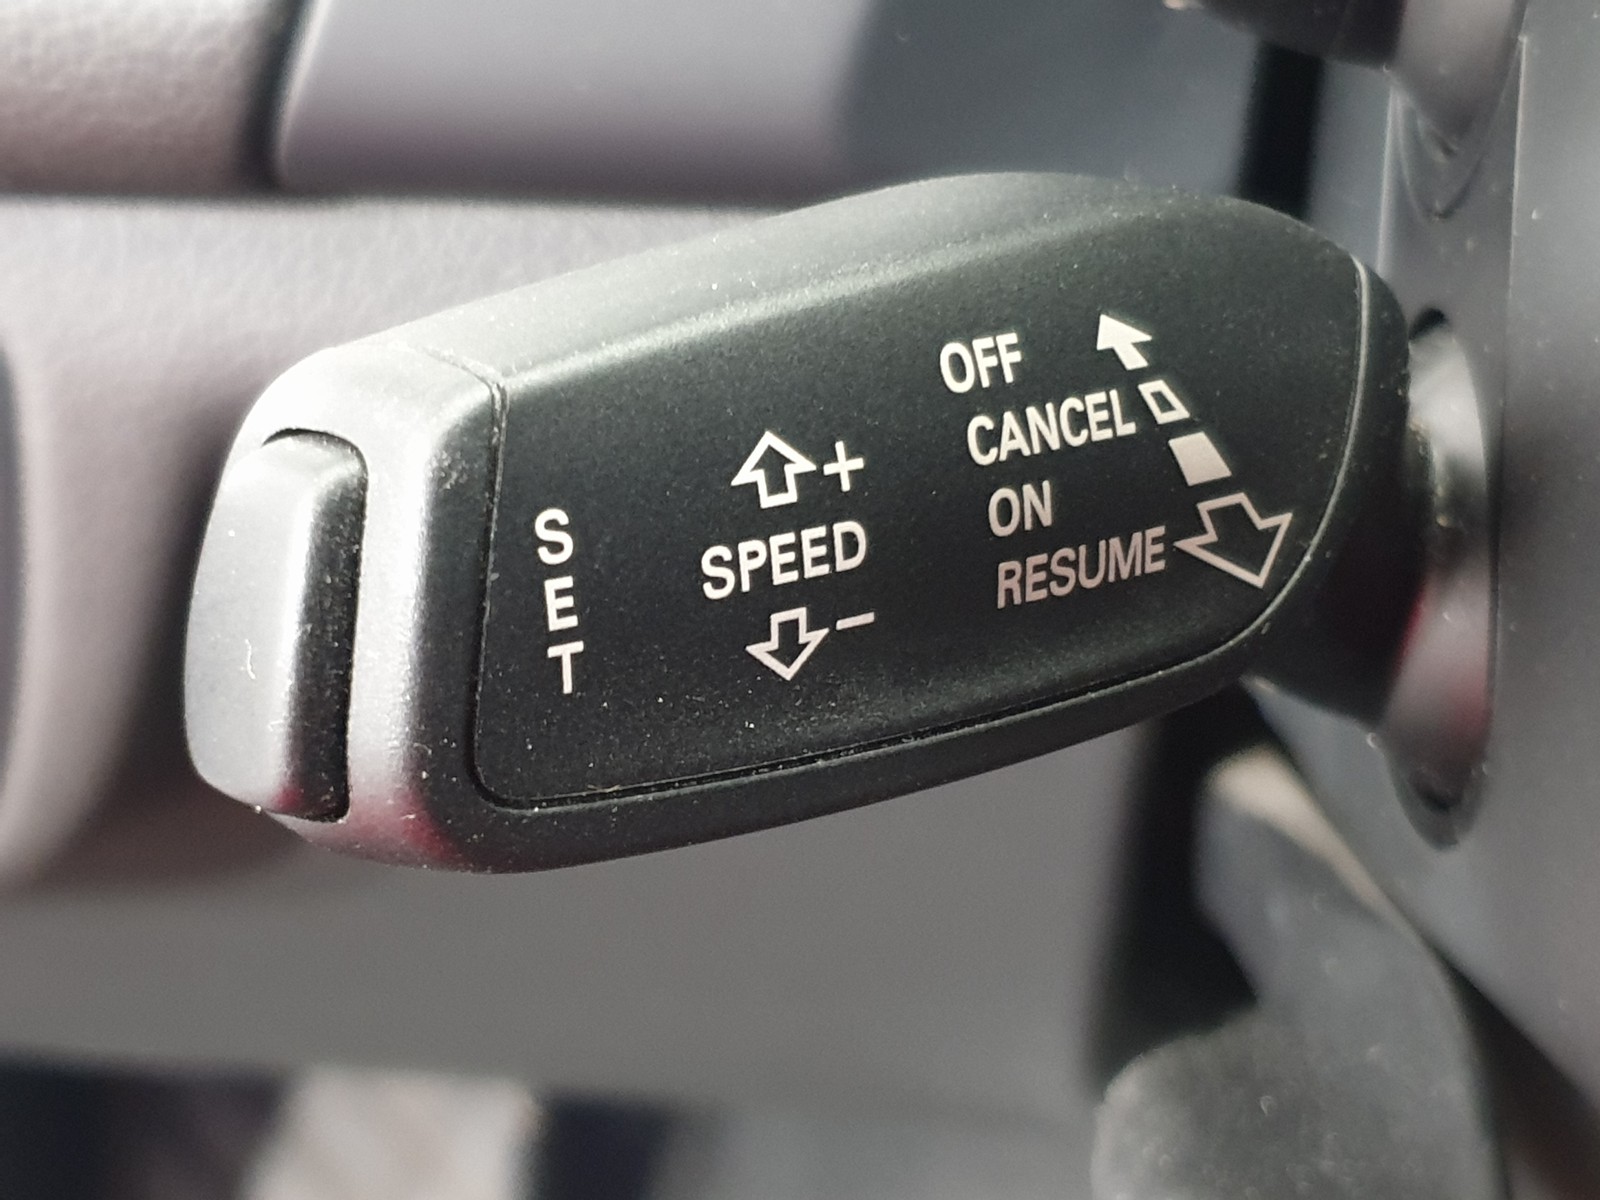 SET
+
SPEED
-
OFF
CANCEL
ON
RESUME